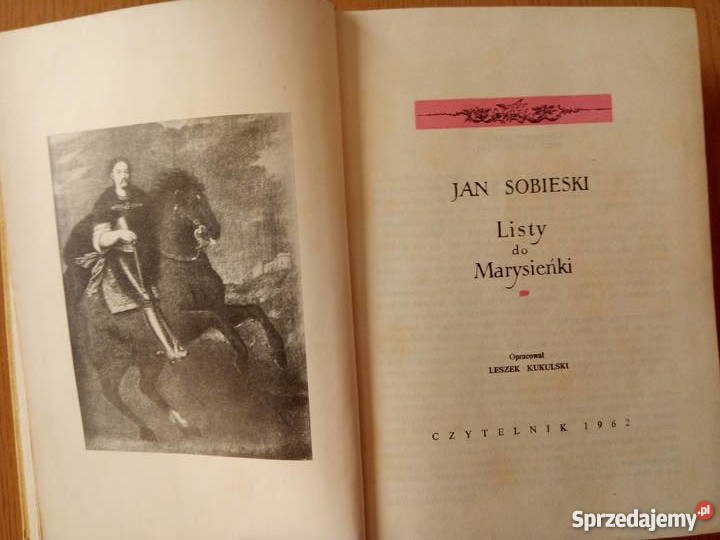 JAN SOBIESKI
Listy
do
Marysieńki
Opracował
LESZEK KUKULSKI
CZYTELNIK 1962
Sprzedajemy.pl